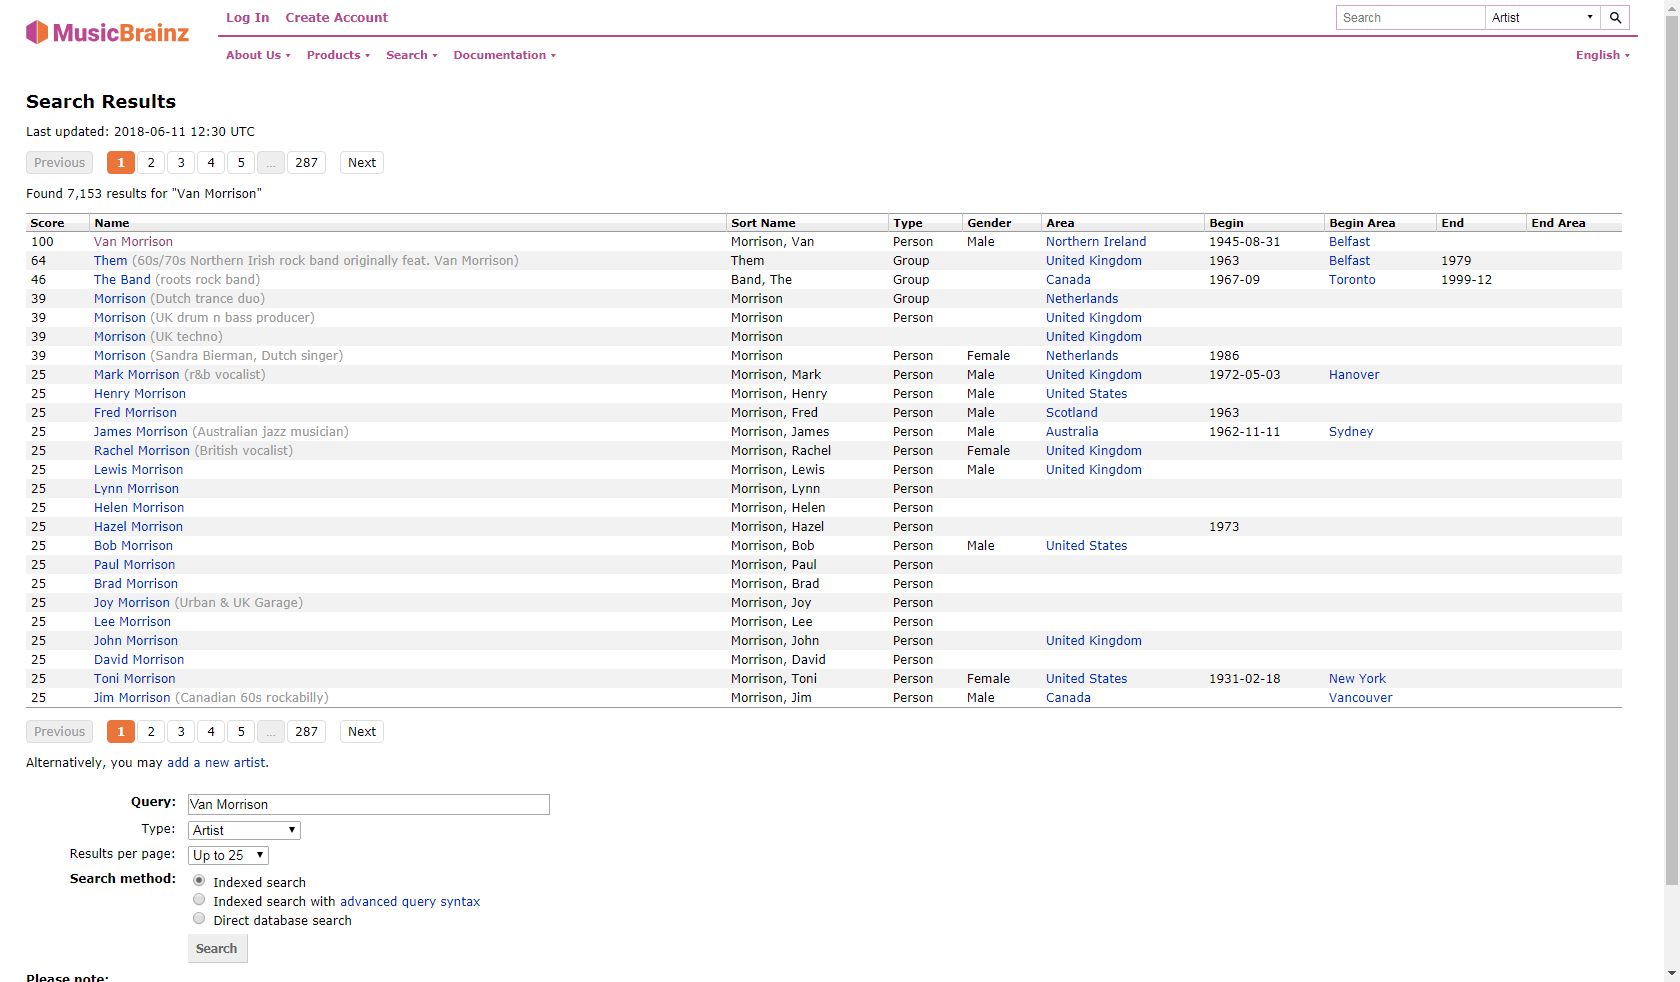 MusicBrainz
Log In Create Account
Search Artist
About Us Products Search Documentation English
Search Results
Last updated: 2018-06-11 12:30 UTC
Previous 1 2 3 4 5 ... 287 Next
Found 7,153 results for "Van Morrison"
Score Name Sort Name Type Gender Area Begin Begin Area End End Area
100 Van Morrison Morrison, Van Person Male Northern Ireland 1945-08-31 Belfast
64 Them (60s/70s Northern Irish rock band originally feat. Van Morrison) Them Group United Kingdom 1963 Belfast 1979
46 The Band (roots rock band) Band, The Group Canada 1967-09 Toronto 1999-12
39 Morrison (Dutch trance duo) Morrison Group Netherlands
39 Morrison (UK drum n bass producer) Morrison Person United Kingdom
39 Morrison (UK techno) Morrison United Kingdom
39 Morrison (Sandra Bierman, Dutch singer) Morrison Person Female Netherlands 1986
25 Mark Morrison (r&b vocalist) Morrison, Mark Person Male United Kingdom 1972-05-03 Hanover
25 Henry Morrison Morrison, Henry Person Male United States
25 Fred Morrison Morrison, Fred Person Male Scotland 1963
25 James Morrison (Australian jazz musician) Morrison, James Person Male Australia 1962-11-11 Sydney
25 Rachel Morrison (British vocalist) Morrison, Rachel Person Female United Kingdom
25 Lewis Morrison Morrison, Lewis Person Male United Kingdom
25 Lynn Morrison Morrison, Lynn Person
25 Helen Morrison Morrison, Helen Person
25 Hazel Morrison Morrison, Hazel Person 1973
25 Bob Morrison Morrison, Bob Person Male United States
25 Paul Morrison Morrison, Paul Person
25 Brad Morrison Morrison, Brad Person
25 Joy Morrison (Urban & UK Garage) Morrison, Joy Person
25 Lee Morrison Morrison, Lee Person
25 John Morrison Morrison, John Person United Kingdom
25 David Morrison Morrison, David Person
25 Toni Morrison Morrison, Toni Person Female United States 1931-02-18 New York
25 Jim Morrison (Canadian 60s rockabilly) Morrison, Jim Person Male Canada Vancouver
Previous 1 2 3 4 5 ... 287 Next
Alternatively, you may add a new artist.
Query: Van Morrison
Type: Artist
Results per page: Up to 25
Search method: Indexed search
Indexed search with advanced query syntax
Direct database search
Search
Please note: